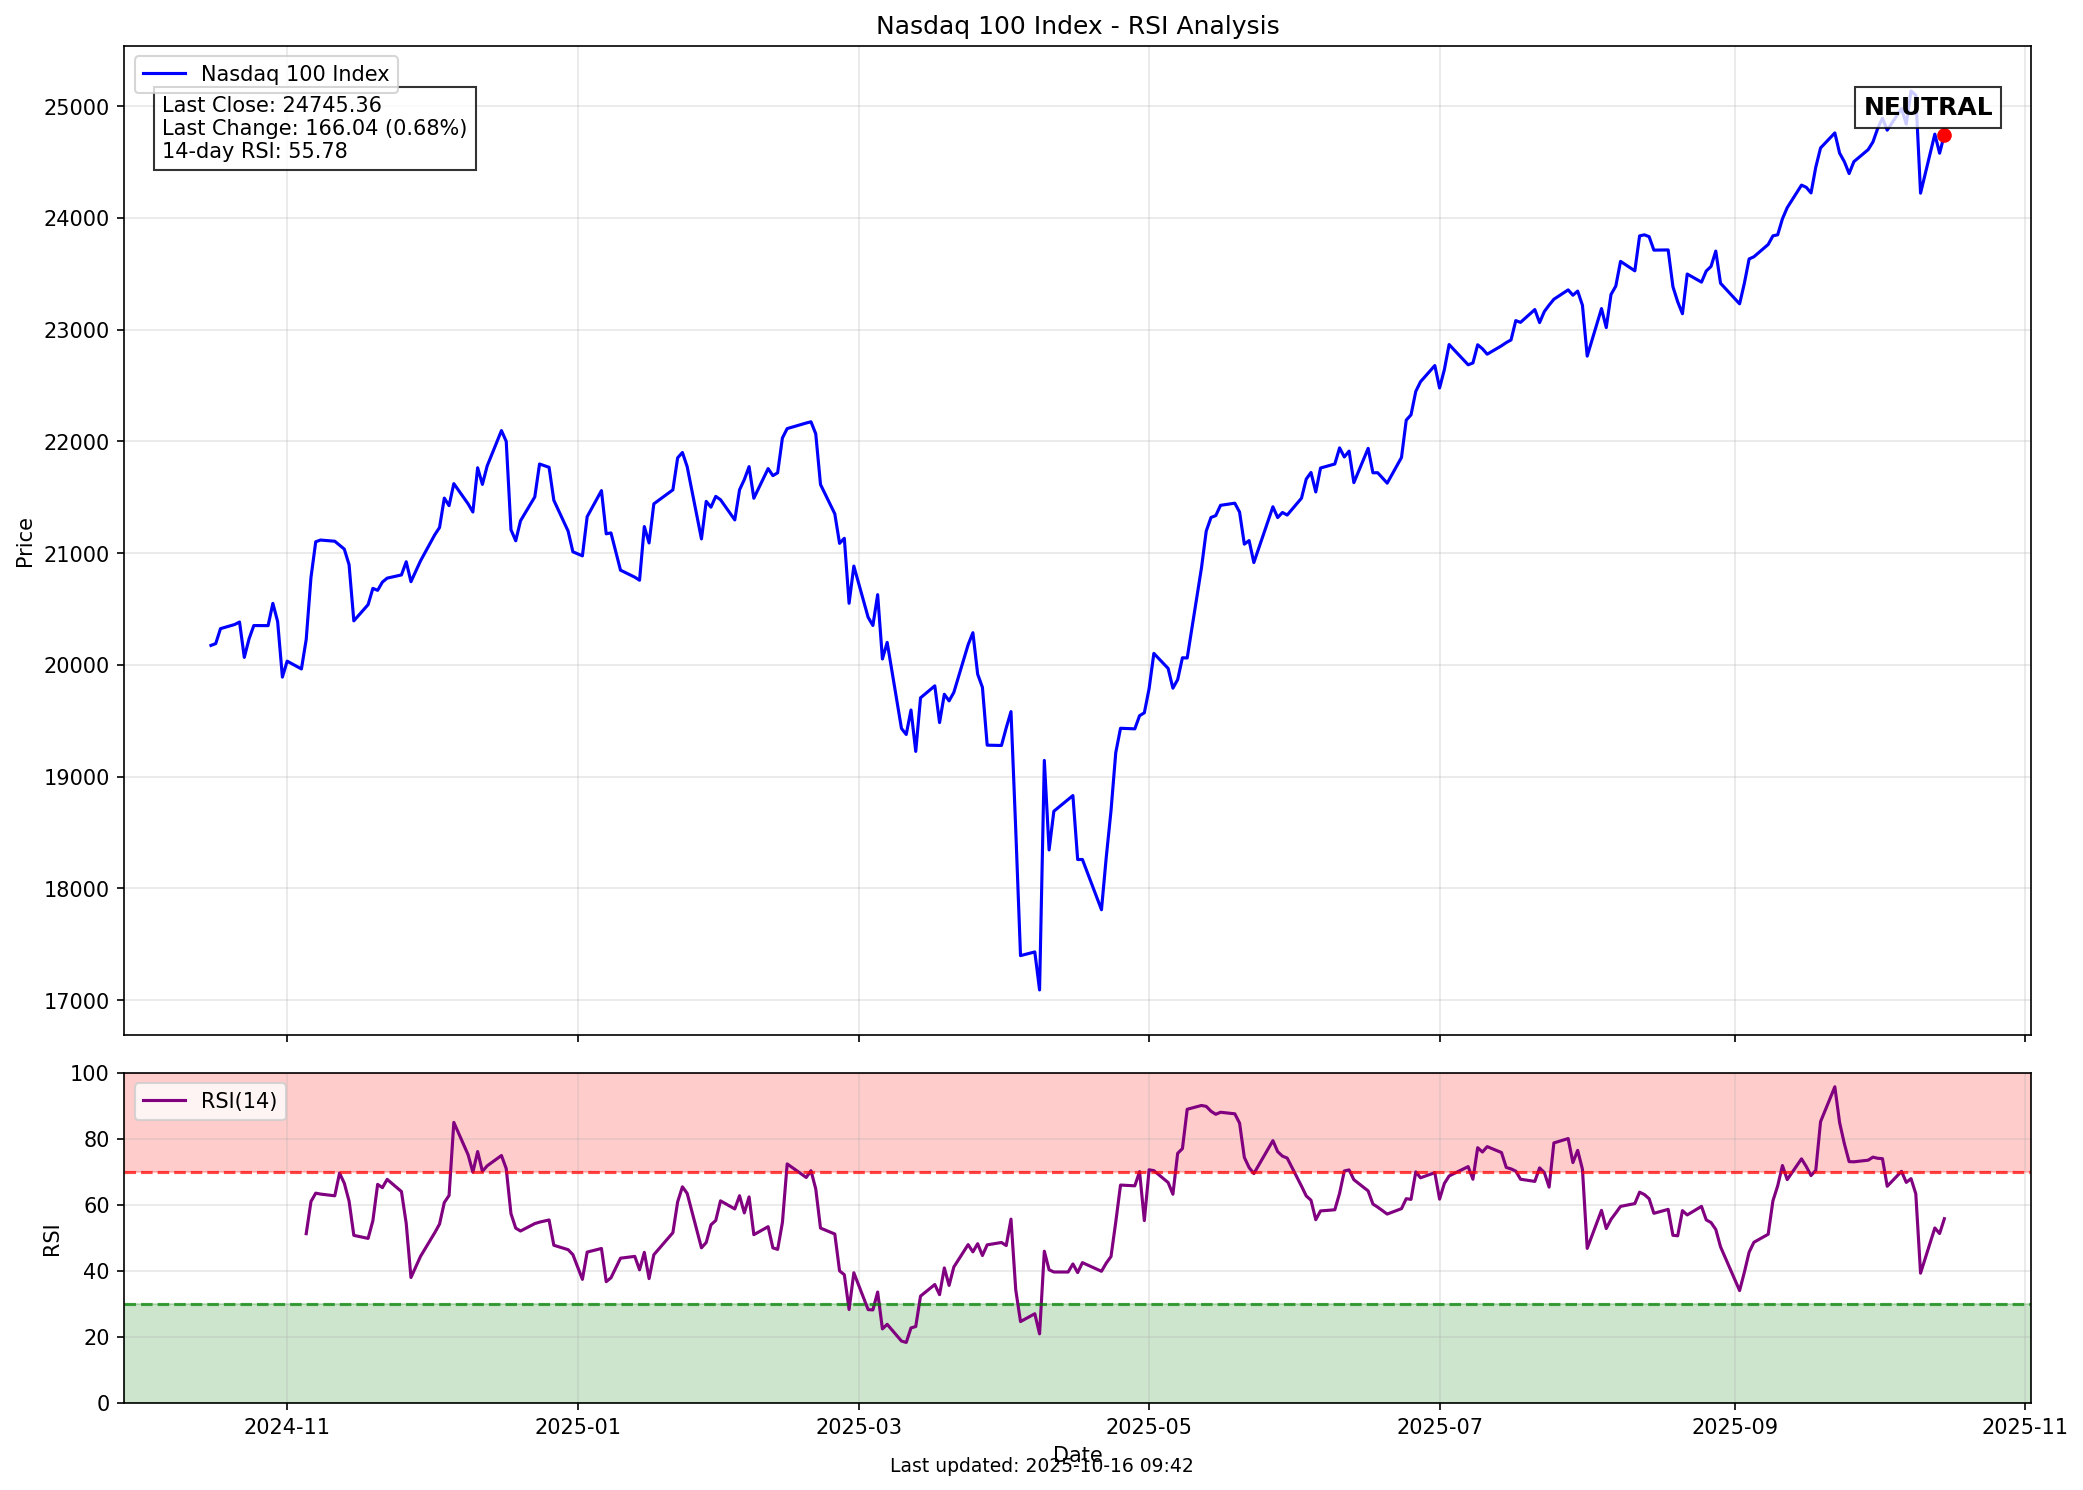 Nasdaq 100 Index - RSI Analysis
Nasdaq 100 Index
Last Close: 24745.36
Last Change: 166.04 (0.68%)
14-day RSI: 55.78
NEUTRAL
Price
25000
24000
23000
22000
21000
20000
19000
18000
17000
RSI(14)
RSI
100
80
60
40
20
0
2024-11
2025-01
2025-03
2025-05
2025-07
2025-09
2025-11
Date
Last updated: 2025-10-16 09:42